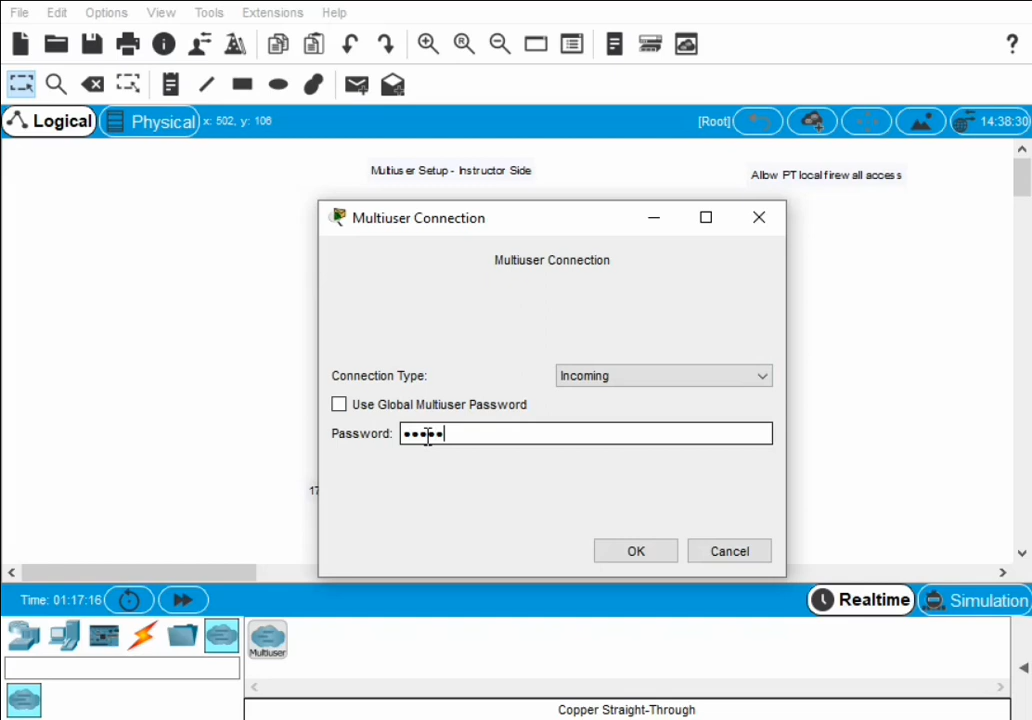 File Edit Options View Tools Extensions Help
?
Logical Physical x: 502, y: 106 [Root] 14:38:30
Multiuser Setup - Instructor Side
Allow PT local firewall access
Multiuser Connection
Multiuser Connection
Connection Type: Incoming
Use Global Multiuser Password
Password: •••••
17
OK Cancel
Time: 01:17:16 Realtime Simulation
Multiuser
Copper Straight-Through